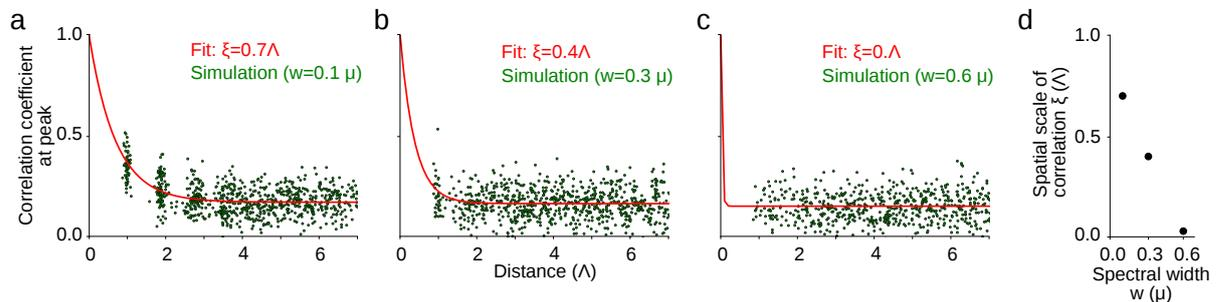 a
Correlation coefficient
at peak
1.0
0.5
0.0
Fit: ξ=0.7Λ
Simulation (w=0.1 μ)
0 2 4 6
b
Fit: ξ=0.4Λ
Simulation (w=0.3 μ)
0 2 4 6
Distance (Λ)
c
Fit: ξ=0.Λ
Simulation (w=0.6 μ)
0 2 4 6
d
Spatial scale of
correlation ξ (Λ)
1.0
0.5
0.0
0.0 0.3 0.6
Spectral width
w (μ)